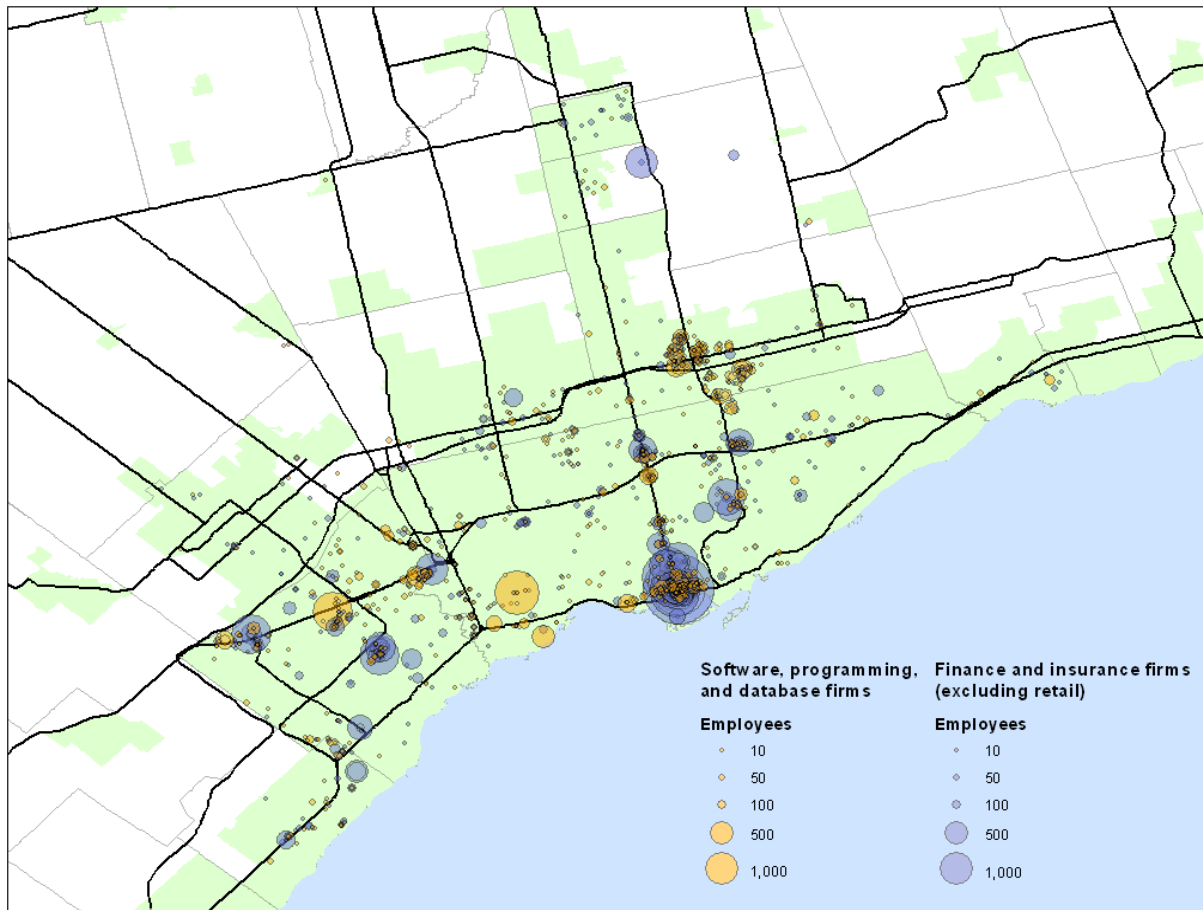 Software, programming,
and database firms
Employees
10
50
100
500
1,000
Finance and insurance firms
(excluding retail)
Employees
10
50
100
500
1,000